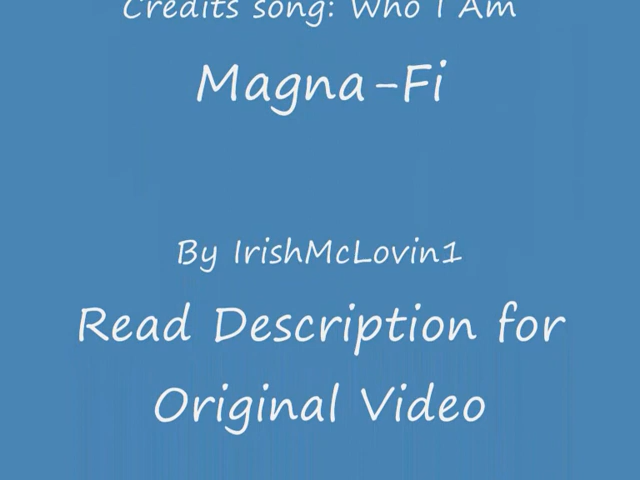 Credits song: Who I Am
Magna-Fi
By IrishMcLovin1
Read Description for
Original Video